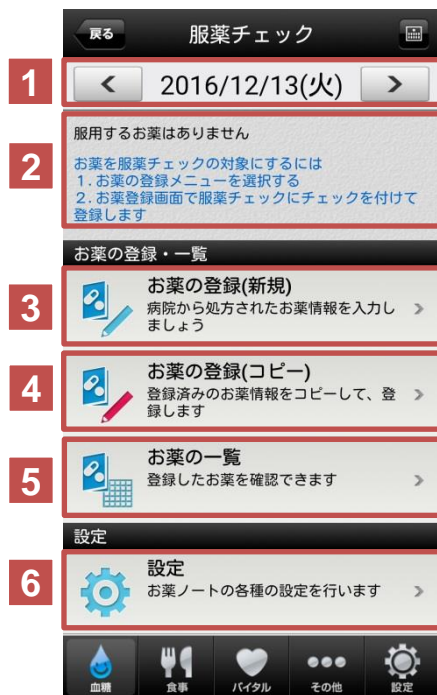 戻る
服薬チェック
1
<
2016/12/13(火)
>
2
服用するお薬はありません
お薬を服薬チェックの対象にするには
1.お薬の登録メニューを選択する
2.お薬登録画面で服薬チェックにチェックを付けて
登録します
お薬の登録・一覧
3
お薬の登録(新規)
病院から処方されたお薬情報を入力し
ましょう
4
お薬の登録(コピー)
登録済みのお薬情報をコピーして、登
録します
5
お薬の一覧
登録したお薬を確認できます
設定
6
設定
お薬ノートの各種の設定を行います
血糖
食事
バイタル
その他
設定